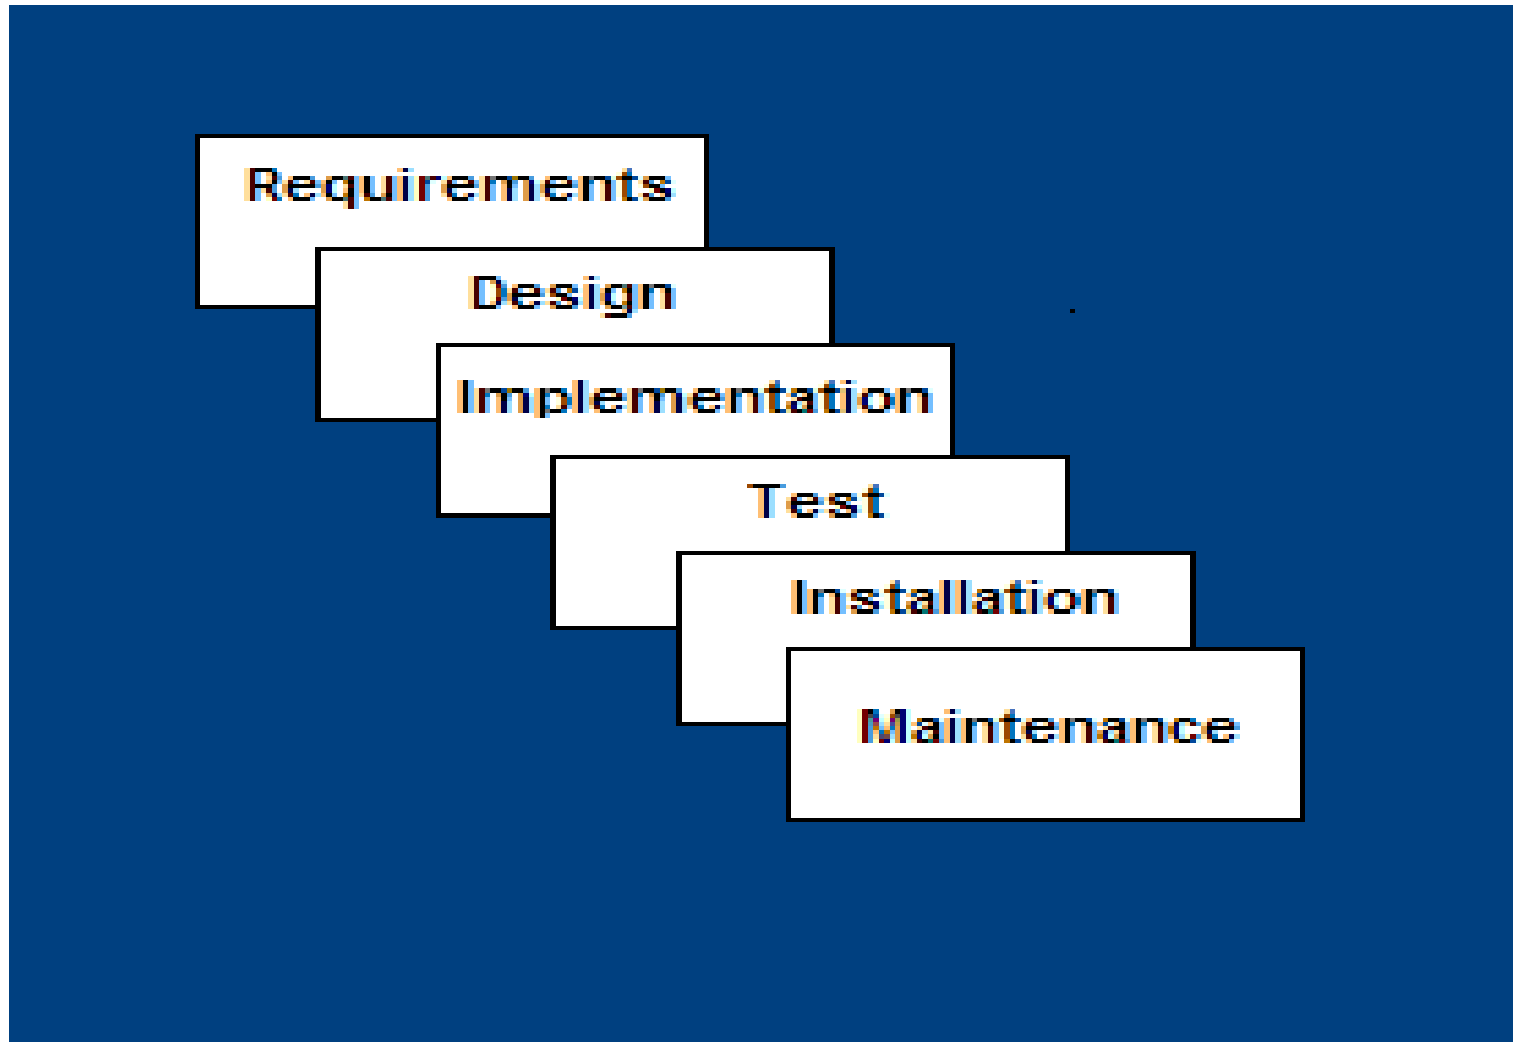 Requirements
Design
Implementation
Test
Installation
Maintenance